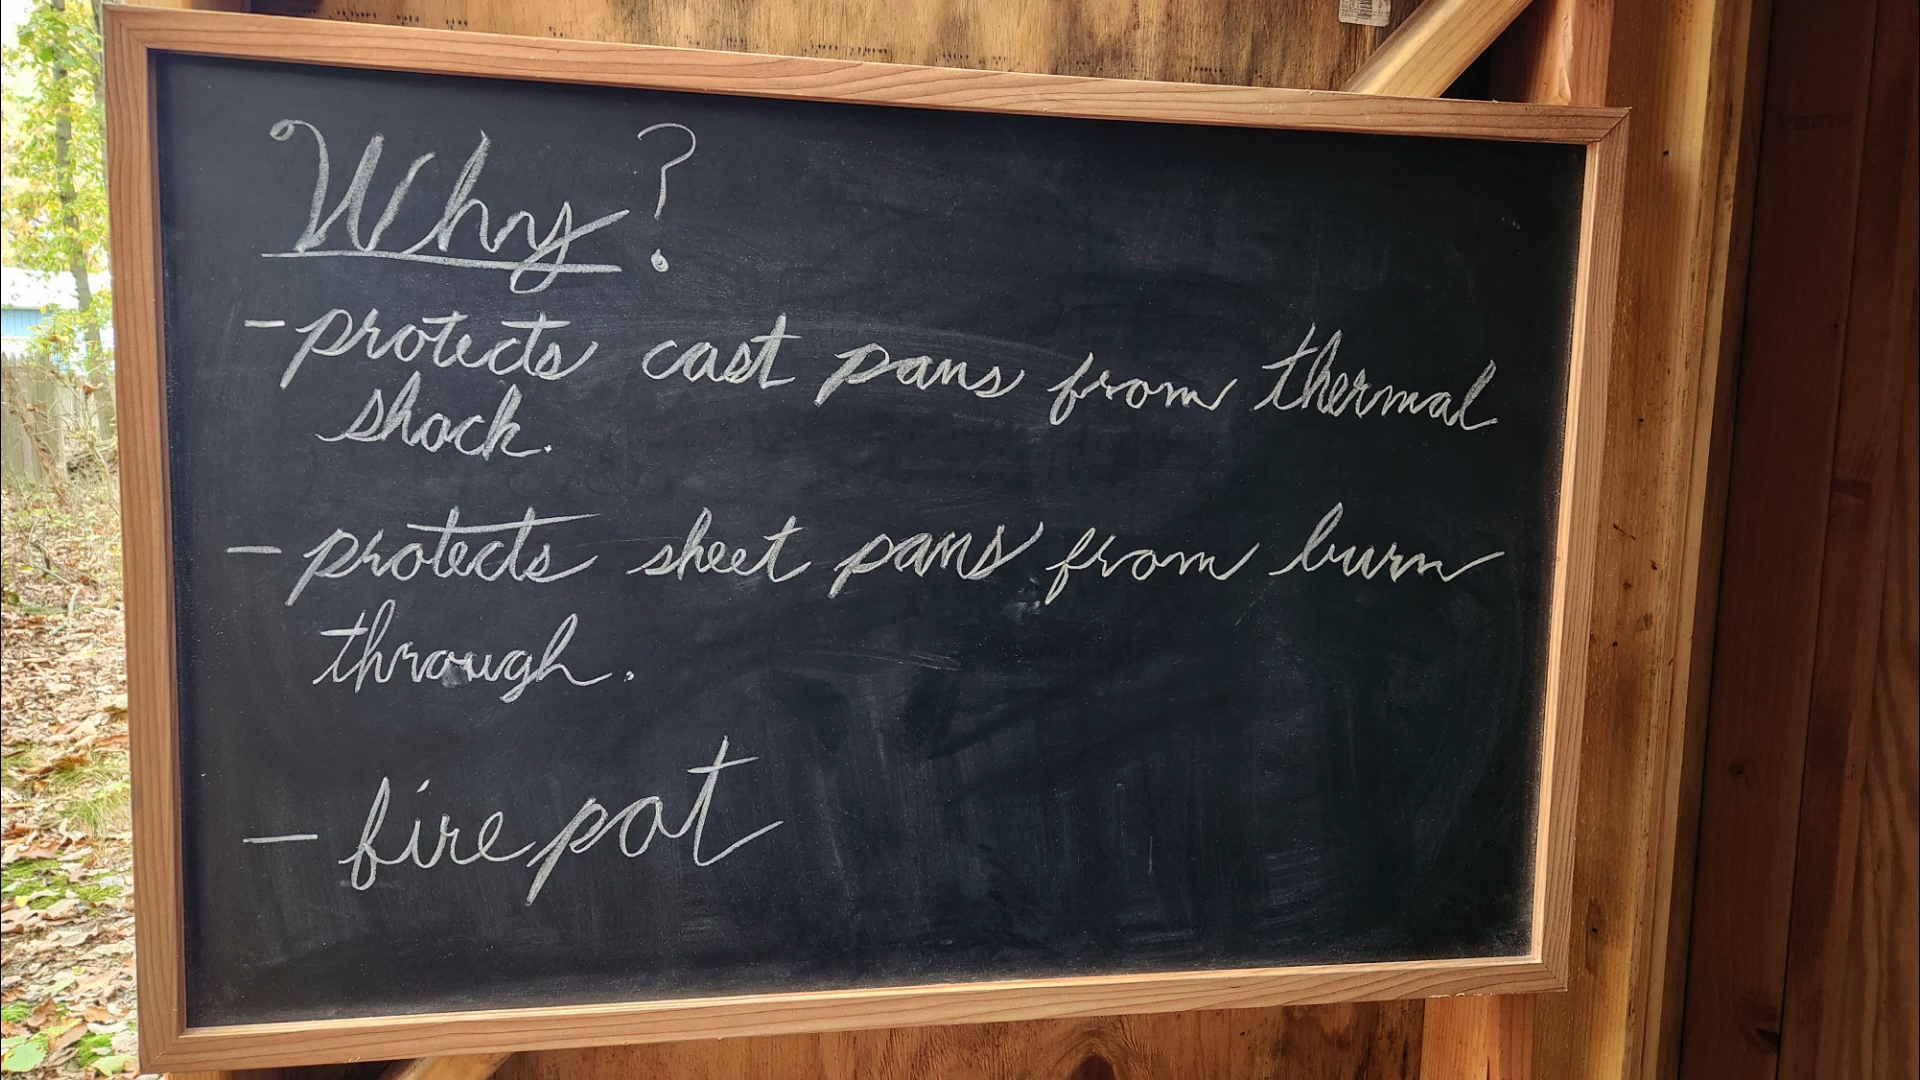 Why?
- protects cast pans from thermal
shock.
- protects sheet pans from burn
through.
- fire pot